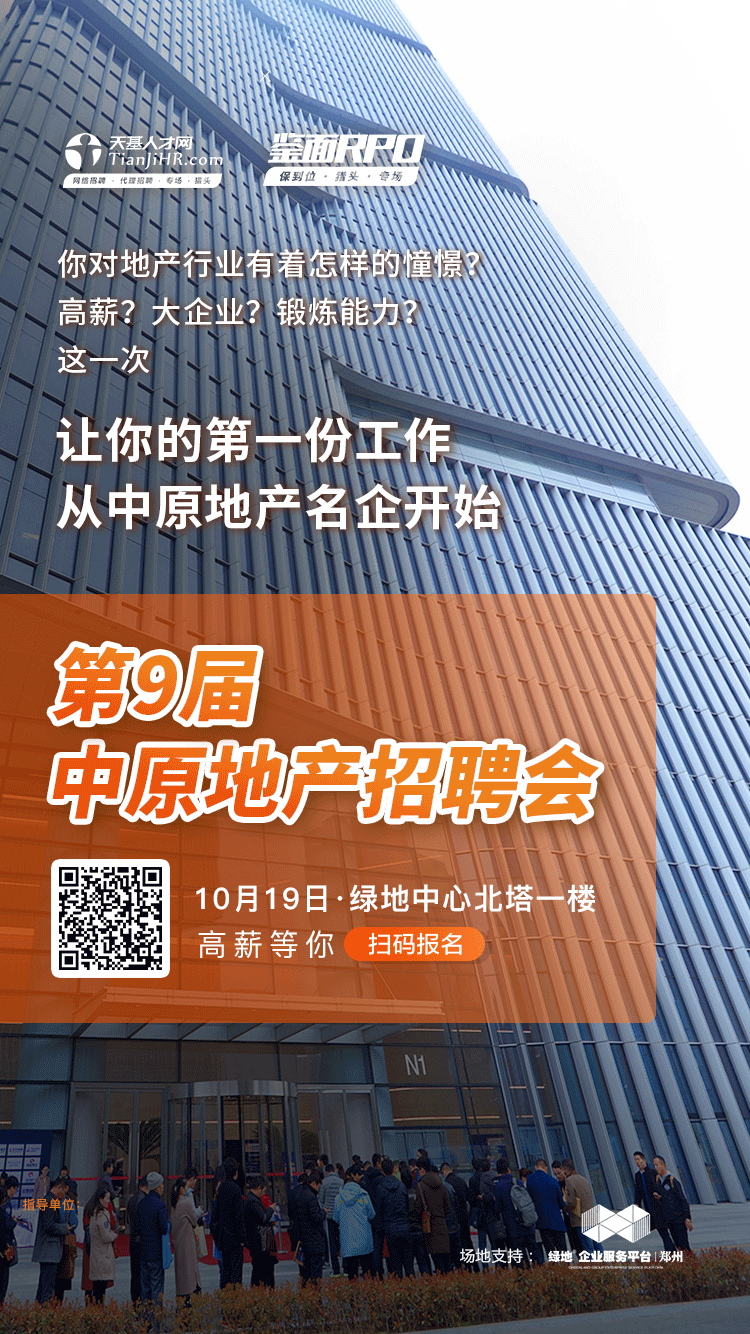 天基人才网
TianJiHR.com
网络招聘 · 代理招聘 · 专场 · 猎头
鉴面RPO
保到位 · 猎头 · 专场
你对地产行业有着怎样的憧憬？
高薪？大企业？锻炼能力？
这一次
让你的第一份工作
从中原地产名企开始
第9届
中原地产招聘会
10月19日·绿地中心北塔一楼
高薪等你 扫码报名
N1
指导单位：
场地支持： 绿地 企业服务平台 | 郑州